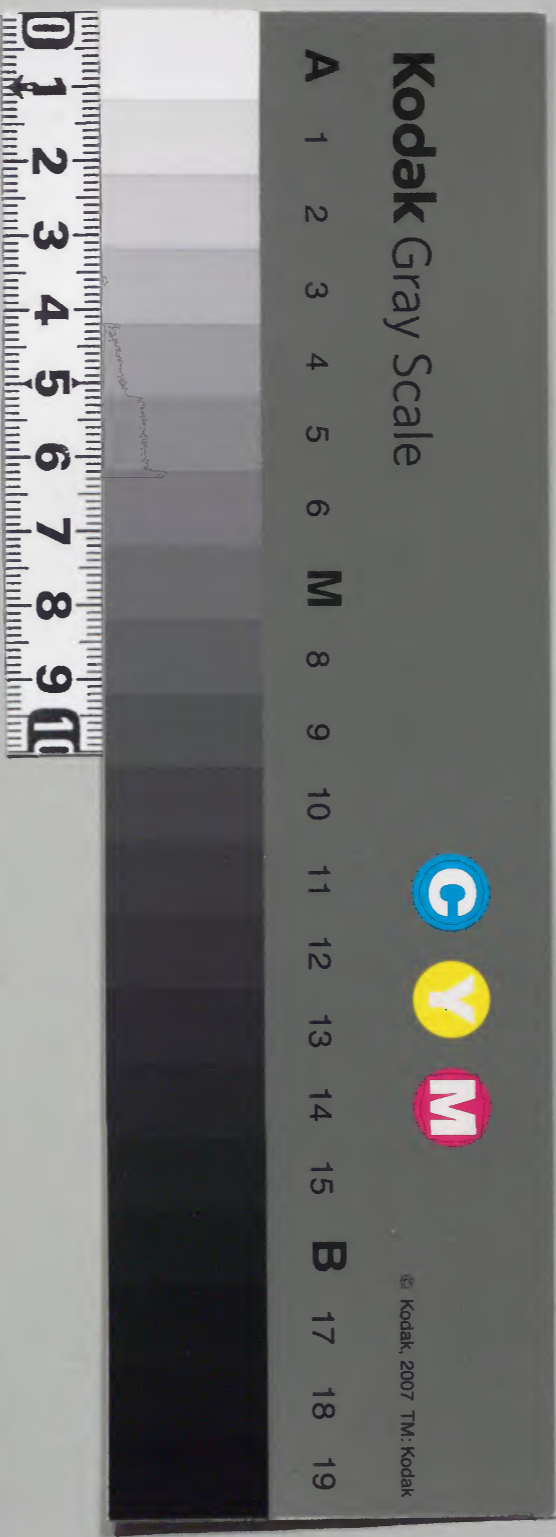 Kodak Gray Scale
C Y M
© Kodak, 2007 TM: Kodak
A 1 2 3 4 5 6 M 8 9 10 11 12 13 14 15 B 17 18 19
0 1 2 3 4 5 6 7 8 9 10